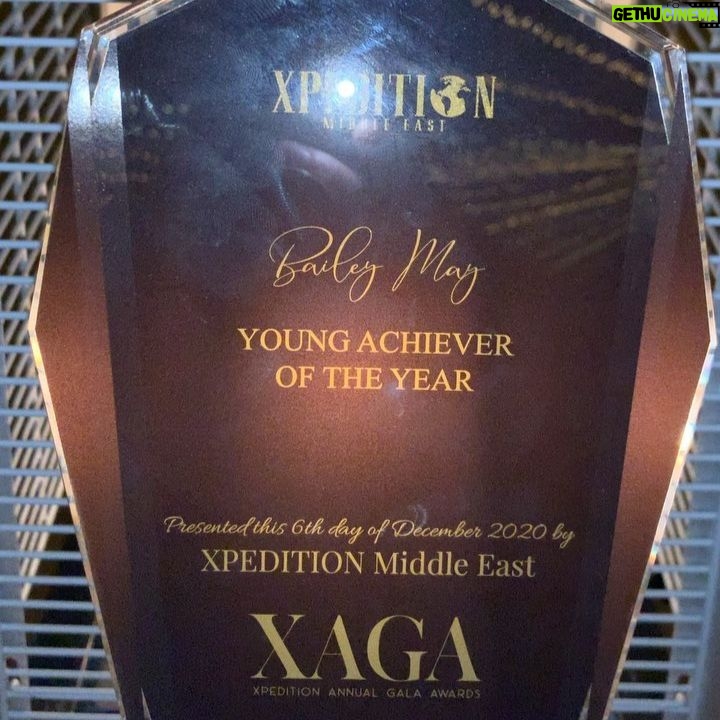 GETHUCINEMA
XPEDITION
MIDDLE EAST
Bailey May
YOUNG ACHIEVER
OF THE YEAR
Presented this 6th day of December 2020 by
XPEDITION Middle East
XAGA
XPEDITION ANNUAL GALA AWARDS